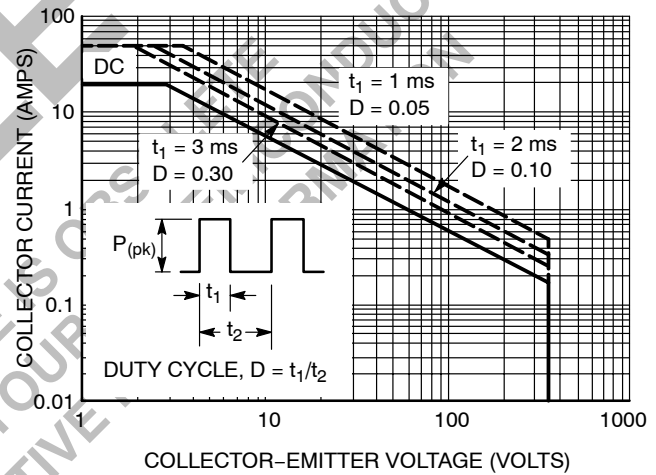 100
10
1
0.1
0.01
COLLECTOR CURRENT (AMPS)
DC
t1 = 1 ms
D = 0.05
t1 = 3 ms
D = 0.30
t1 = 2 ms
D = 0.10
P(pk)
t1
t2
DUTY CYCLE, D = t1/t2
1
10
100
1000
COLLECTOR−EMITTER VOLTAGE (VOLTS)